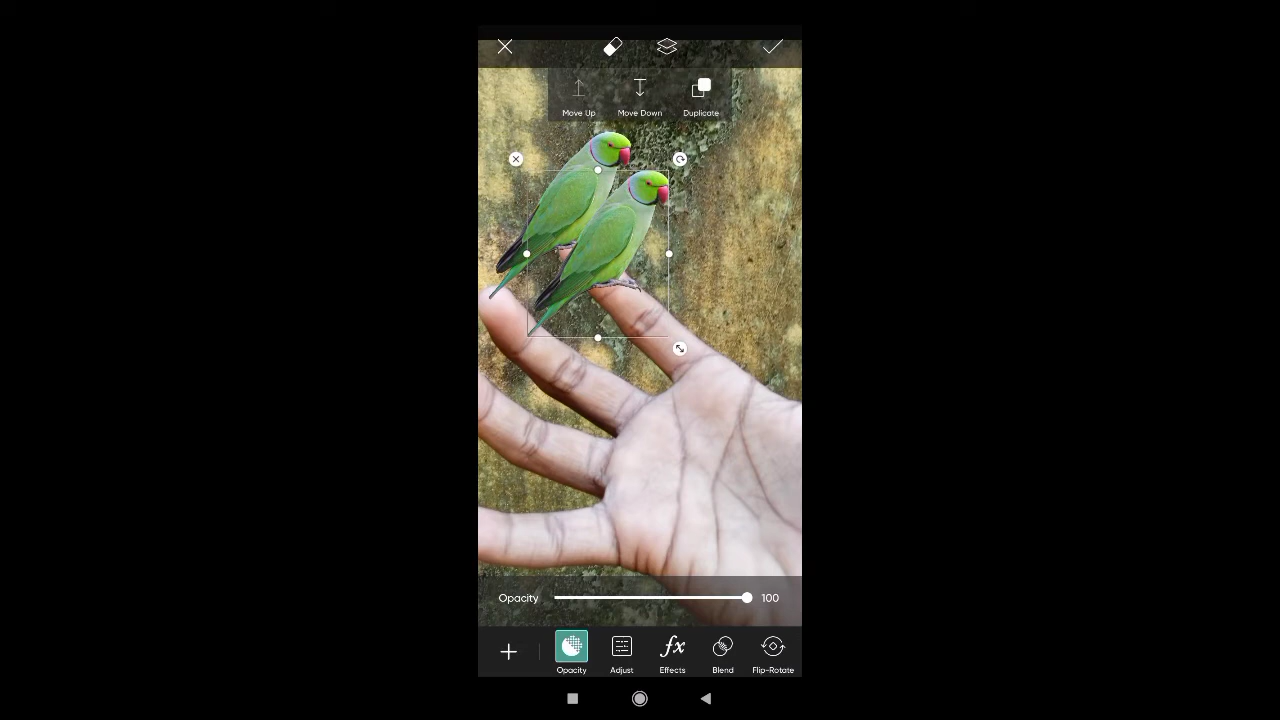 Move Up Move Down Duplicate
Opacity 100
Opacity Adjust Effects Blend Flip-Rotate